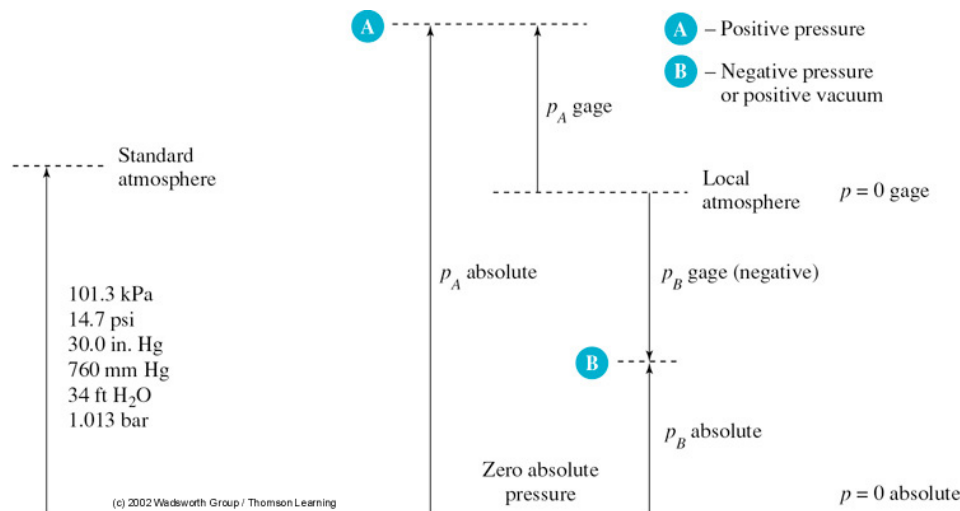 A
A – Positive pressure
B – Negative pressure
or positive vacuum
p_A gage
Standard
atmosphere
Local
atmosphere
p = 0 gage
p_A absolute
p_B gage (negative)
101.3 kPa
14.7 psi
30.0 in. Hg
760 mm Hg
34 ft H₂O
1.013 bar
B
p_B absolute
Zero absolute
pressure
p = 0 absolute
(c) 2002 Wadsworth Group / Thomson Learning